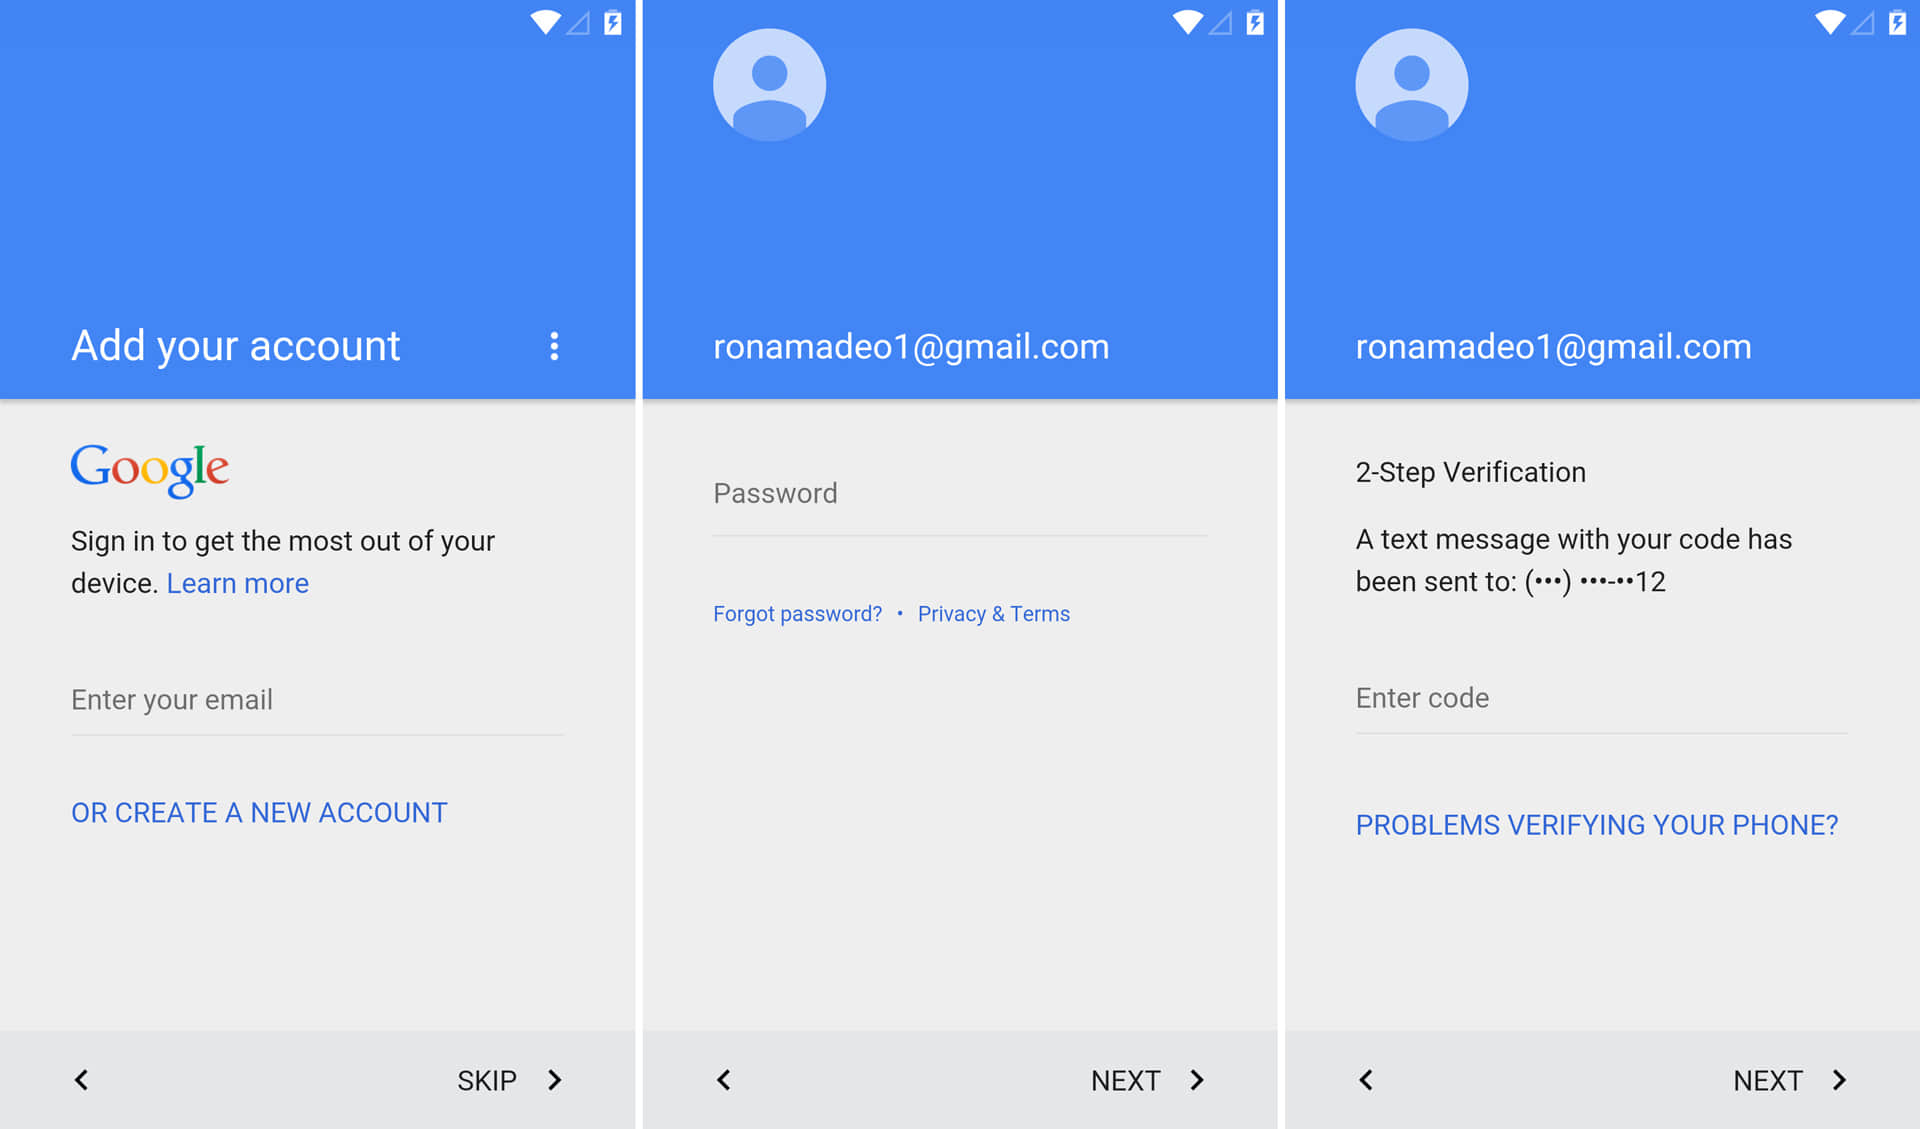 Add your account
Google
Sign in to get the most out of your
device. Learn more
Enter your email
OR CREATE A NEW ACCOUNT
SKIP
ronamadeo1@gmail.com
Password
Forgot password? • Privacy & Terms
NEXT
ronamadeo1@gmail.com
2-Step Verification
A text message with your code has
been sent to: (•••) •••-••12
Enter code
PROBLEMS VERIFYING YOUR PHONE?
NEXT